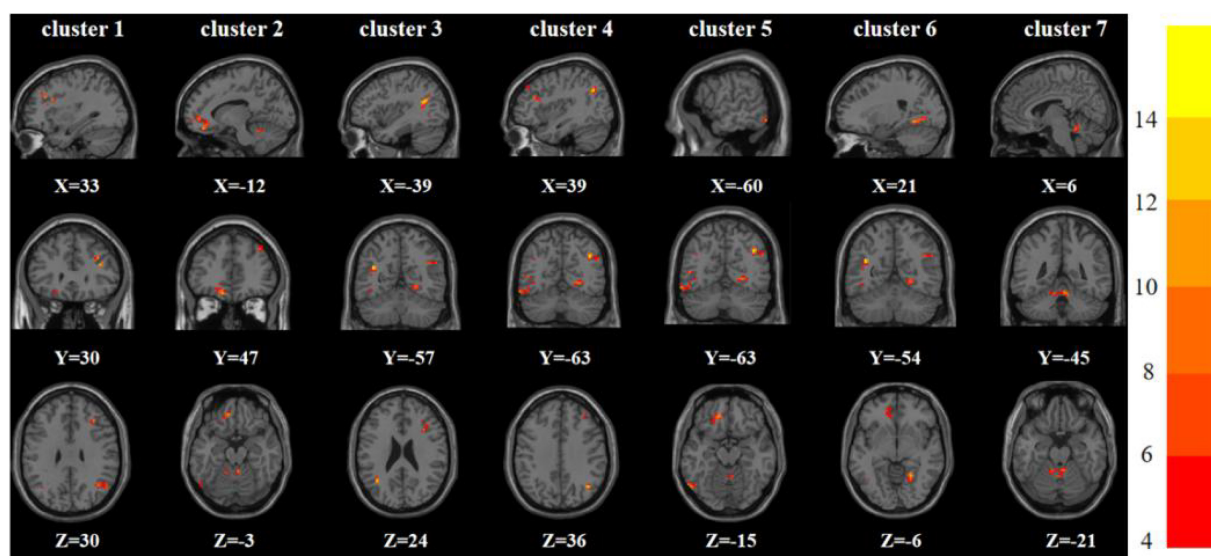 cluster 1 cluster 2 cluster 3 cluster 4 cluster 5 cluster 6 cluster 7
X=33 X=-12 X=-39 X=39 X=-60 X=21 X=6
Y=30 Y=47 Y=-57 Y=-63 Y=-63 Y=-54 Y=-45
Z=30 Z=-3 Z=24 Z=36 Z=-15 Z=-6 Z=-21
14
12
10
8
6
4